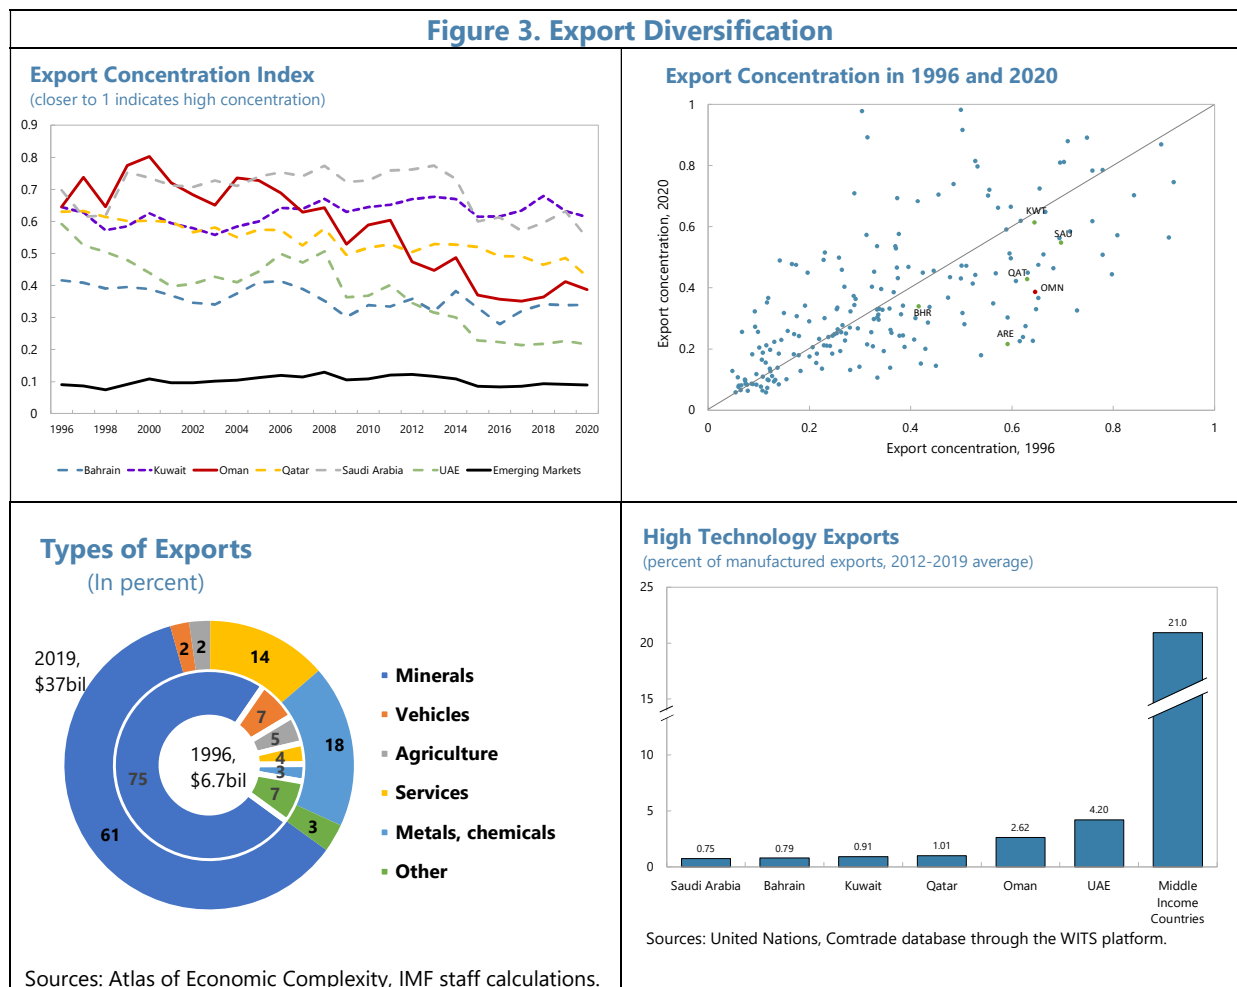 Figure 3. Export Diversification
Export Concentration Index
(closer to 1 indicates high concentration)
0.9
0.8
0.7
0.6
0.5
0.4
0.3
0.2
0.1
0
1996 1998 2000 2002 2004 2006 2008 2010 2012 2014 2016 2018 2020
Bahrain Kuwait Oman Qatar Saudi Arabia UAE Emerging Markets
Export Concentration in 1996 and 2020
Export concentration, 2020
1
0.8
0.6
0.4
0.2
0
KWT
SAU
QAT
OMN
BHR
ARE
0 0.2 0.4 0.6 0.8 1
Export concentration, 1996
Types of Exports
(In percent)
2019,
$37bil
1996,
$6.7bil
2 2
14
18
3
61
7
5
4
3
7
75
Minerals
Vehicles
Agriculture
Services
Metals, chemicals
Other
Sources: Atlas of Economic Complexity, IMF staff calculations.
High Technology Exports
(percent of manufactured exports, 2012-2019 average)
25
20
15
10
5
0
0.75 0.79 0.91 1.01 2.62 4.20 21.0
Saudi Arabia Bahrain Kuwait Qatar Oman UAE Middle
Income
Countries
Sources: United Nations, Comtrade database through the WITS platform.